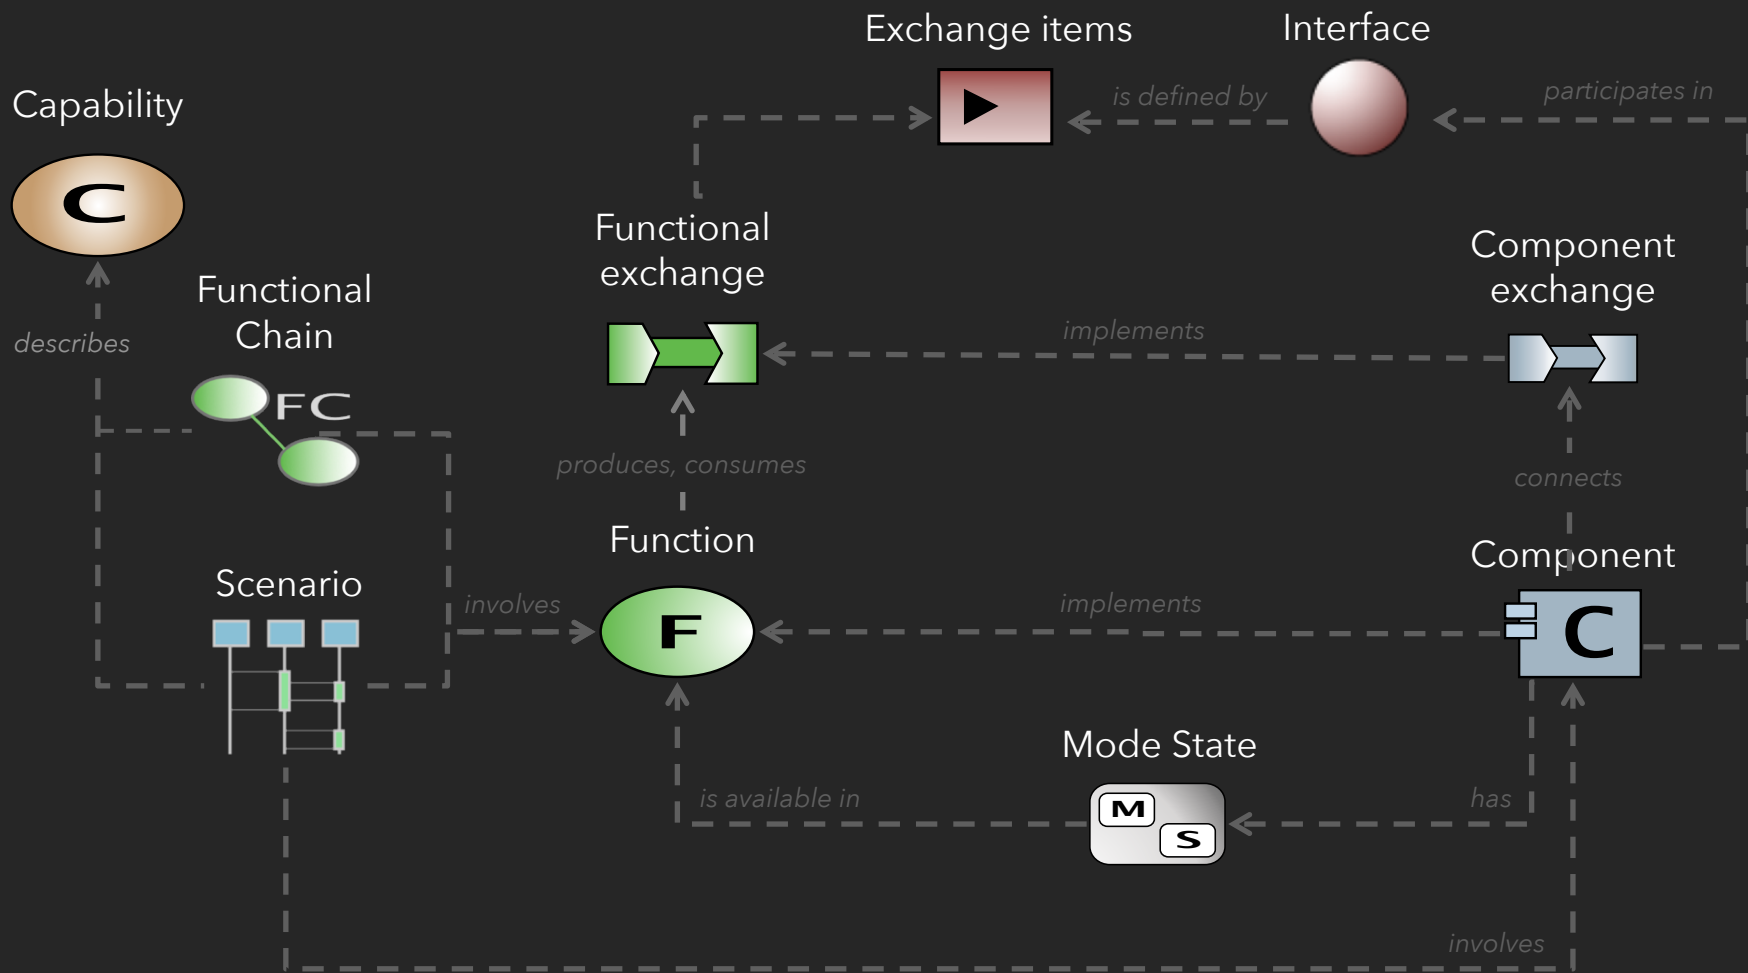 Exchange items
Interface
is defined by
participates in
Capability
C
Functional
exchange
Component
exchange
Functional
Chain
describes
implements
FC
produces, consumes
connects
Function
Component
Scenario
involves
implements
F
C
Mode State
is available in
has
M
S
involves